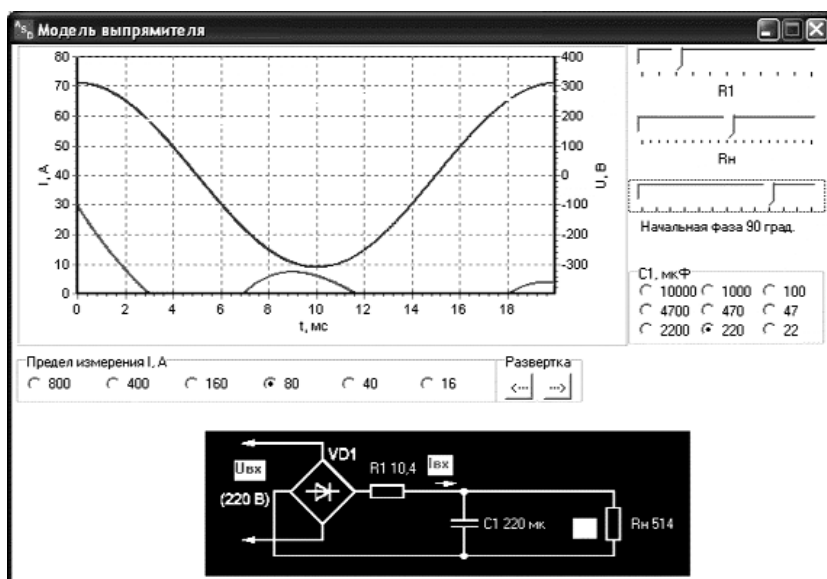 Модель выпрямителя
80
70
60
50
40
30
20
10
0
I, А
400
300
200
100
0
-100
-200
-300
U, В
0 2 4 6 8 10 12 14 16 18
t, мс
R1
Rн
Начальная фаза 90 град.
С1, мкФ
10000 1000 100
4700 470 47
2200 220 22
Предел измерения I, А
800 400 160 80 40 16
Развертка
<--- --->
VD1
Uвх
(220 В)
R1 10,4
Iвх
С1 220 мк
Rн 514